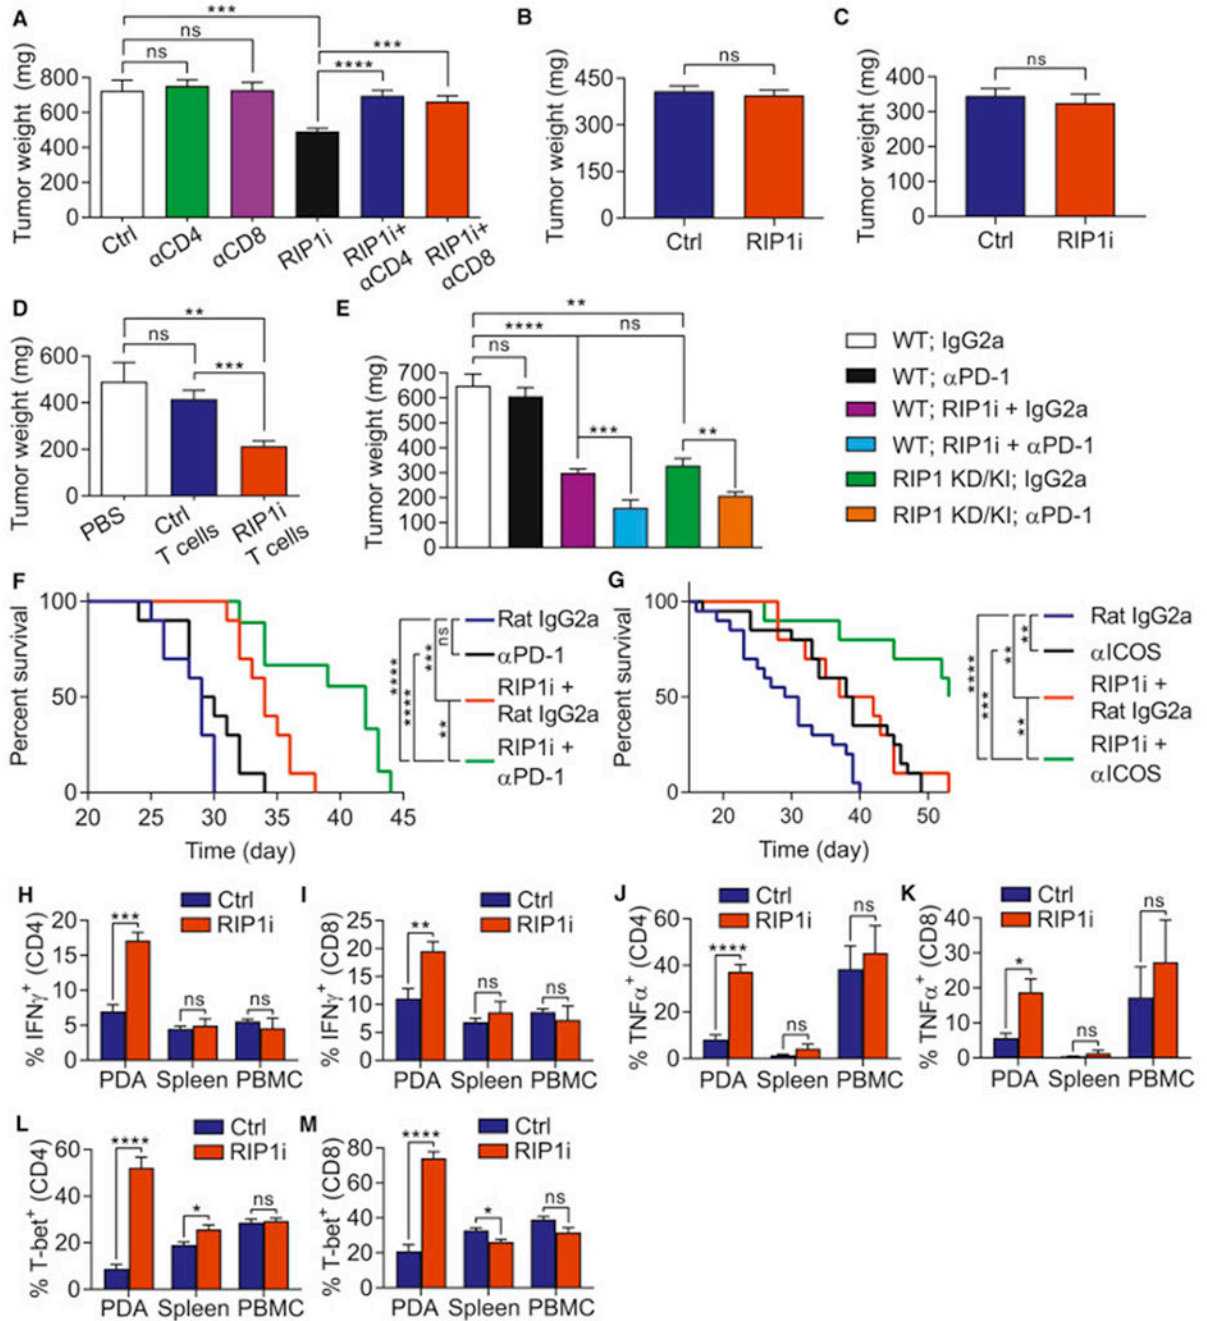 A
Tumor weight (mg)
800
600
400
200
0
***
ns
ns
***
****
Ctrl
αCD4
αCD8
RIP1i
RIP1i+
αCD4
RIP1i+
αCD8
B
Tumor weight (mg)
450
300
150
0
ns
Ctrl
RIP1i
C
Tumor weight (mg)
400
300
200
100
0
ns
Ctrl
RIP1i
D
Tumor weight (mg)
600
400
200
0
**
ns
***
PBS
Ctrl
T cells
RIP1i
T cells
E
Tumor weight (mg)
700
600
500
400
300
200
100
0
**
****
ns
ns
***
**
WT; IgG2a
WT; αPD-1
WT; RIP1i + IgG2a
WT; RIP1i + αPD-1
RIP1 KD/KI; IgG2a
RIP1 KD/KI; αPD-1
F
Percent survival
100
50
0
20 25 30 35 40 45
Time (day)
****
****
***
ns
**
Rat IgG2a
αPD-1
RIP1i +
Rat IgG2a
RIP1i +
αPD-1
G
Percent survival
100
50
0
20 30 40 50
Time (day)
****
***
**
**
**
Rat IgG2a
αICOS
RIP1i +
Rat IgG2a
RIP1i +
αICOS
H
Ctrl
RIP1i
% IFNγ+ (CD4)
20
15
10
5
0
***
ns
ns
PDA Spleen PBMC
I
Ctrl
RIP1i
% IFNγ+ (CD8)
25
20
15
10
5
0
**
ns
ns
PDA Spleen PBMC
J
Ctrl
RIP1i
% TNFα+ (CD4)
60
40
20
0
****
ns
ns
PDA Spleen PBMC
K
Ctrl
RIP1i
% TNFα+ (CD8)
40
30
20
10
0
*
ns
ns
PDA Spleen PBMC
L
Ctrl
RIP1i
% T-bet+ (CD4)
60
40
20
0
****
*
ns
PDA Spleen PBMC
M
Ctrl
RIP1i
% T-bet+ (CD8)
80
60
40
20
0
****
*
ns
PDA Spleen PBMC